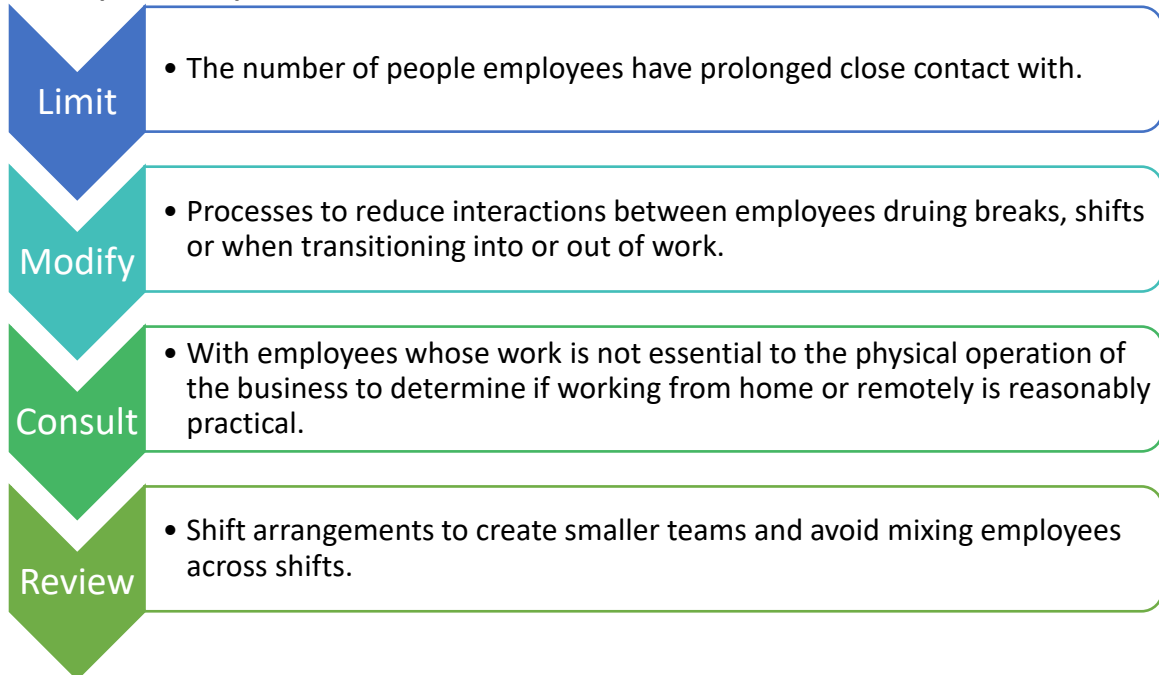 Limit
• The number of people employees have prolonged close contact with.
Modify
• Processes to reduce interactions between employees druing breaks, shifts
or when transitioning into or out of work.
Consult
• With employees whose work is not essential to the physical operation of
the business to determine if working from home or remotely is reasonably
practical.
Review
• Shift arrangements to create smaller teams and avoid mixing employees
across shifts.